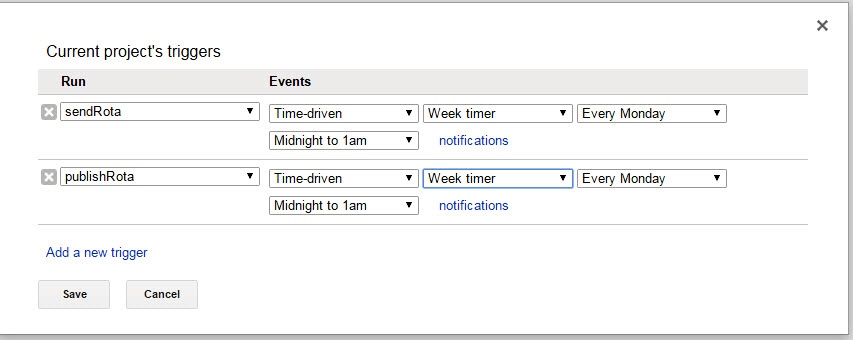 Current project's triggers
Run Events
sendRota Time-driven Week timer Every Monday
Midnight to 1am notifications
publishRota Time-driven Week timer Every Monday
Midnight to 1am notifications
Add a new trigger
Save Cancel